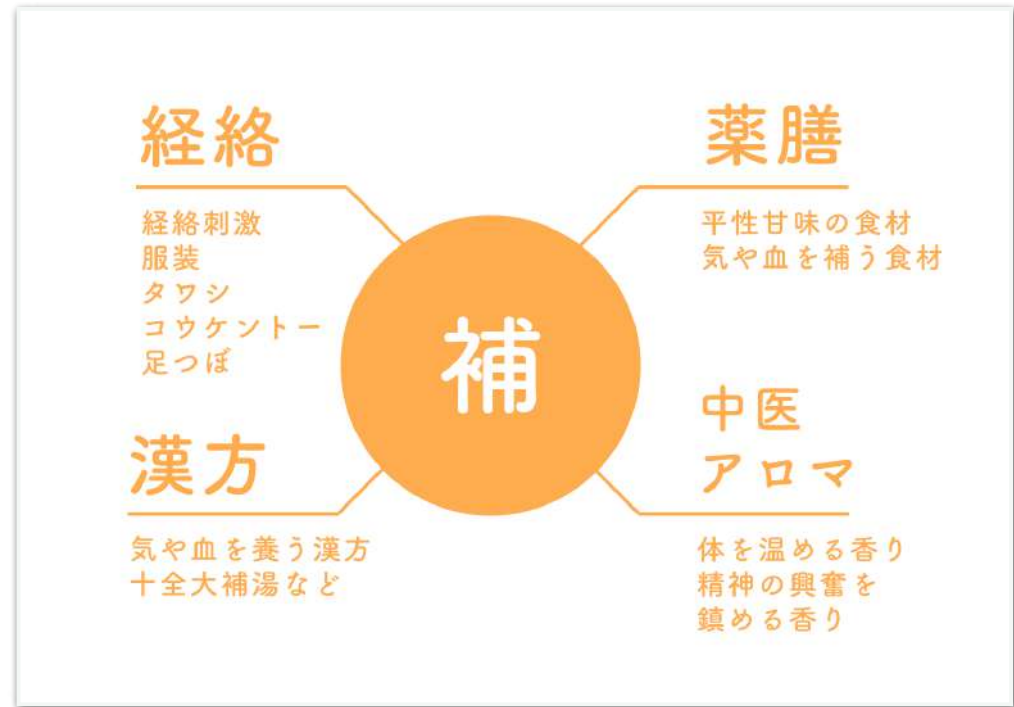 経絡
経絡刺激
服装
タワシ
コウケントー
足つぼ
薬膳
平性甘味の食材
気や血を補う食材
補
漢方
気や血を養う漢方
十全大補湯など
中医
アロマ
体を温める香り
精神の興奮を
鎮める香り